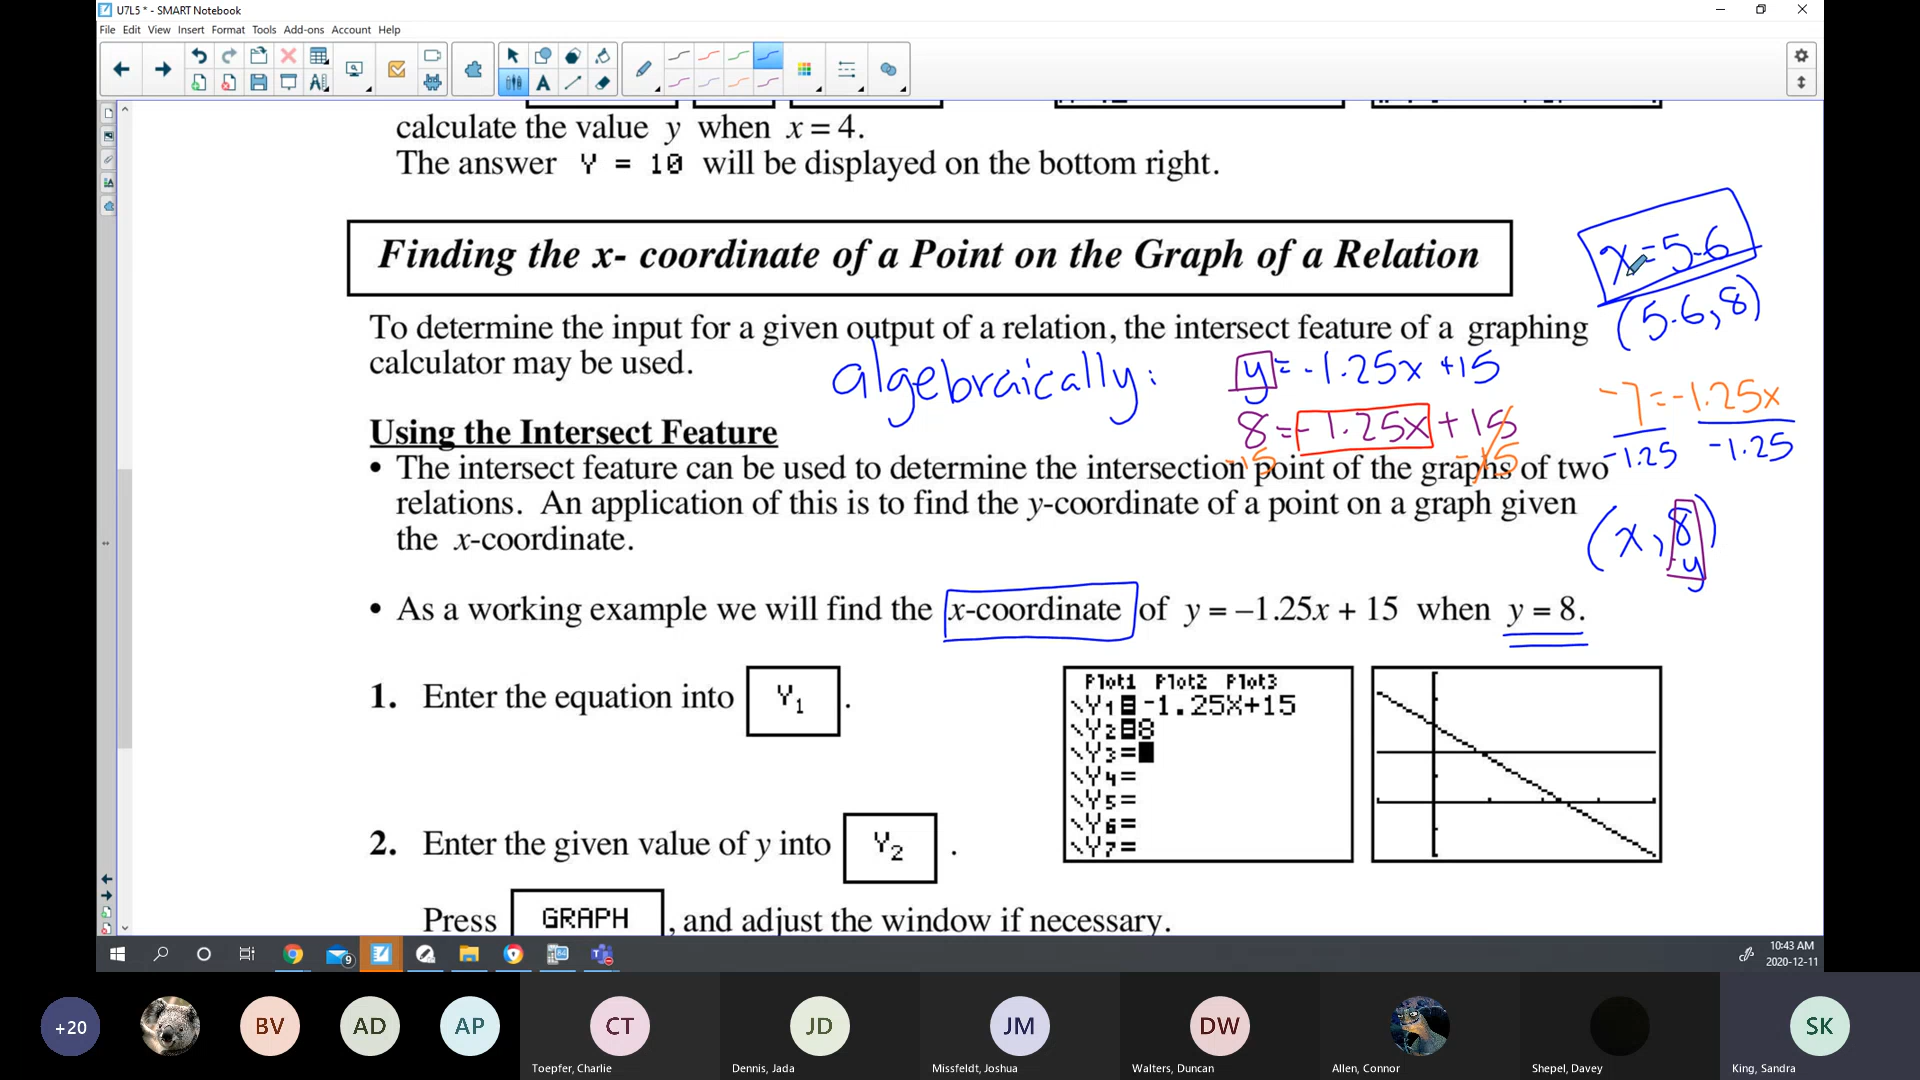 U7L5 * - SMART Notebook
File Edit View Insert Format Tools Add-ons Account Help
calculate the value y when x = 4.
The answer Y = 10 will be displayed on the bottom right.
Finding the x- coordinate of a Point on the Graph of a Relation
x=5.6
(5.6,8)
To determine the input for a given output of a relation, the intersect feature of a graphing
calculator may be used.
algebraically:
y=-1.25x+15
8=-1.25x+15
-15 -15
-7=-1.25x
-1.25 -1.25
Using the Intersect Feature
• The intersect feature can be used to determine the intersection point of the graphs of two
relations. An application of this is to find the y-coordinate of a point on a graph given
the x-coordinate.
(x,8)
y
• As a working example we will find the x-coordinate of y = –1.25x + 15 when y = 8.
1. Enter the equation into Y1 .
Plot1 Plot2 Plot3
\Y1=-1.25X+15
\Y2=8
\Y3=
\Y4=
\Y5=
\Y6=
\Y7=
2. Enter the given value of y into Y2 .
Press GRAPH , and adjust the window if necessary.
9
10:43 AM
2020-12-11
+20 BV AD AP CT JD JM DW SK
Toepfer, Charlie Dennis, Jada Missfeldt, Joshua Walters, Duncan Allen, Connor Shepel, Davey King, Sandra